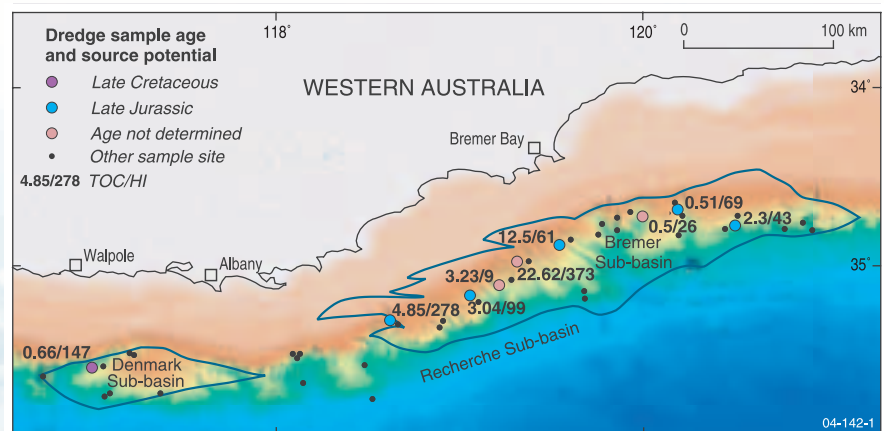 Dredge sample age
and source potential
Late Cretaceous
Late Jurassic
Age not determined
Other sample site
4.85/278 TOC/HI
118°
120°
0 100 km
WESTERN AUSTRALIA
34°
Bremer Bay
0.51/69
0.5/26
2.3/43
12.5/61
Bremer
Sub-basin
Walpole
Albany
35°
3.23/9
22.62/373
4.85/278
3.04/99
Recherche Sub-basin
0.66/147
Denmark
Sub-basin
04-142-1